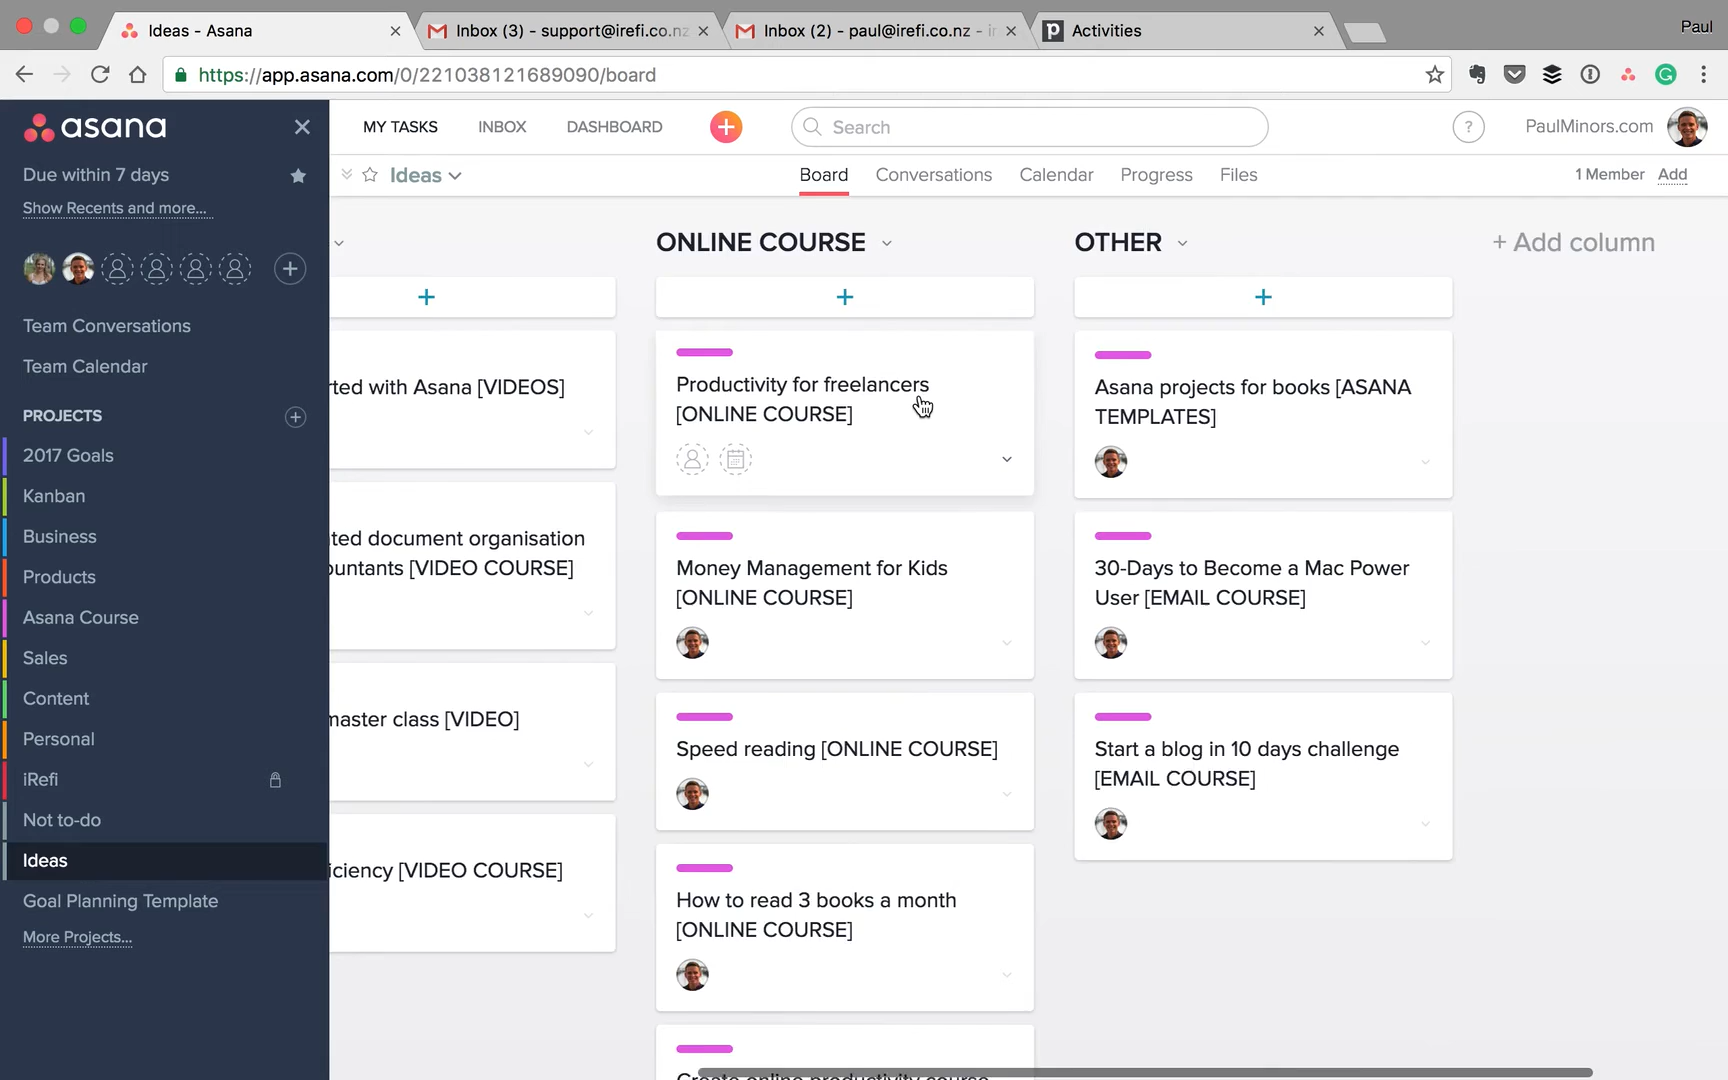 Ideas - Asana
Inbox (3) - support@irefi.co.nz
Inbox (2) - paul@irefi.co.nz -
Activities
Paul
https://app.asana.com/0/221038121689090/board
asana
MY TASKS
INBOX
DASHBOARD
Search
?
PaulMinors.com
Due within 7 days
Show Recents and more...
Ideas
Board
Conversations
Calendar
Progress
Files
1 Member
Add
Team Conversations
Team Calendar
PROJECTS
2017 Goals
Kanban
Business
Products
Asana Course
Sales
Content
Personal
iRefi
Not to-do
Ideas
Goal Planning Template
More Projects...
rted with Asana [VIDEOS]
ted document organisation
ountants [VIDEO COURSE]
master class [VIDEO]
iciency [VIDEO COURSE]
ONLINE COURSE
Productivity for freelancers
[ONLINE COURSE]
Money Management for Kids
[ONLINE COURSE]
Speed reading [ONLINE COURSE]
How to read 3 books a month
[ONLINE COURSE]
Create online productivity course
OTHER
Asana projects for books [ASANA
TEMPLATES]
30-Days to Become a Mac Power
User [EMAIL COURSE]
Start a blog in 10 days challenge
[EMAIL COURSE]
+ Add column